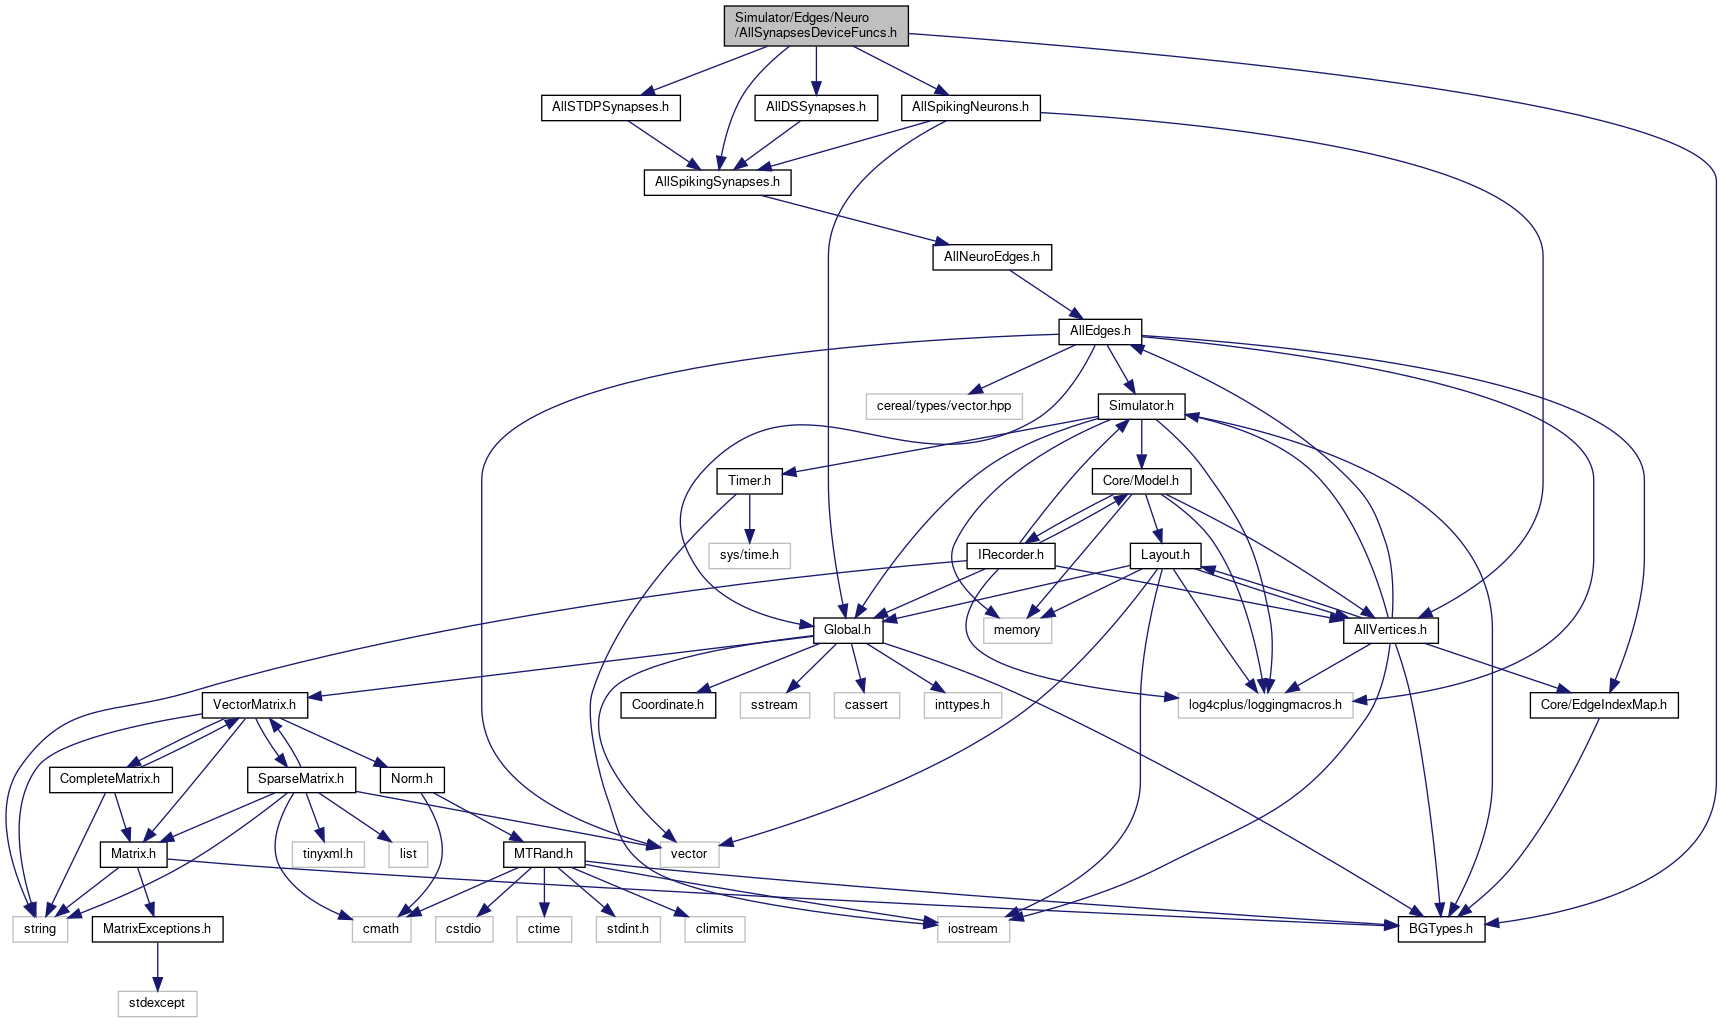 Simulator/Edges/Neuro
/AllSynapsesDeviceFuncs.h
AllSTDPSynapses.h
AllDSSynapses.h
AllSpikingNeurons.h
AllSpikingSynapses.h
AllNeuroEdges.h
AllEdges.h
cereal/types/vector.hpp
Simulator.h
Timer.h
Core/Model.h
sys/time.h
IRecorder.h
Layout.h
Global.h
memory
AllVertices.h
VectorMatrix.h
Coordinate.h
sstream
cassert
inttypes.h
log4cplus/loggingmacros.h
Core/EdgeIndexMap.h
CompleteMatrix.h
SparseMatrix.h
Norm.h
Matrix.h
tinyxml.h
list
MTRand.h
vector
string
MatrixExceptions.h
cmath
cstdio
ctime
stdint.h
climits
iostream
BGTypes.h
stdexcept